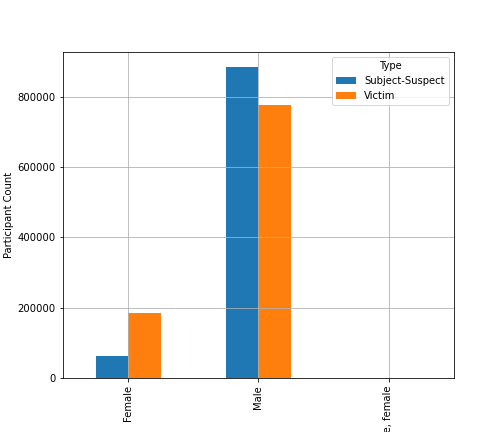 Type
Subject-Suspect
Victim
800000
600000
400000
200000
0
Participant Count
Female
Male
e, female